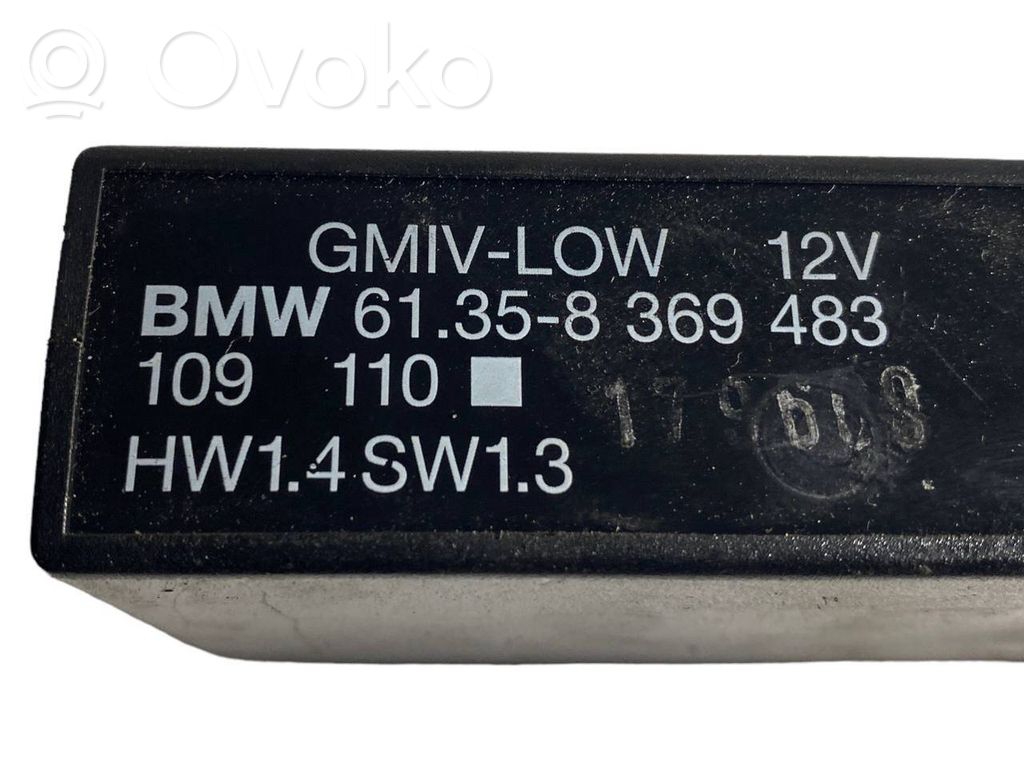 Ovoko
GMIV-LOW 12V
BMW 61.35-8 369 483
109 110
HW1.4 SW1.3